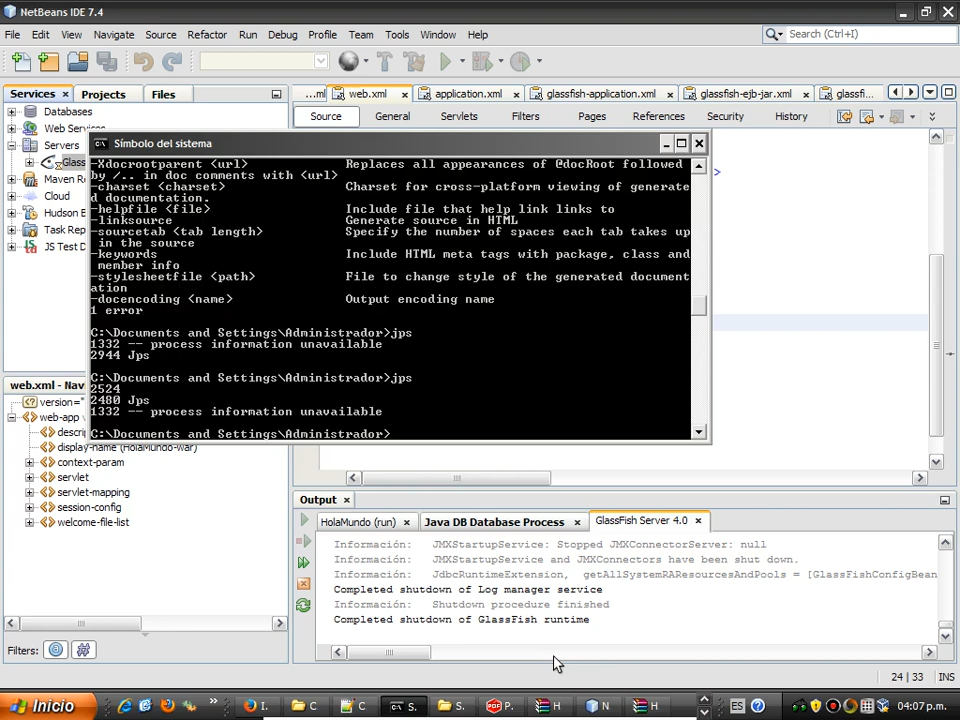 NetBeans IDE 7.4
File Edit View Navigate Source Refactor Run Debug Profile Team Tools Window Help
Search (Ctrl+I)
Services Projects Files
...ml web.xml application.xml glassfish-application.xml glassfish-ejb-jar.xml glassfi...
Source General Servlets Filters Pages References Security History
Databases
Web Servic
Servers
Glass
Maven Re
Cloud
Hudson B
Task Rep
JS Test D
Símbolo del sistema
-Xdocrootparent <url> Replaces all appearances of @docRoot followed
by /.. in doc comments with <url>
-charset <charset> Charset for cross-platform viewing of generate
d documentation.
-helpfile <file> Include file that help link links to
-linksource Generate source in HTML
-sourcetab <tab length> Specify the number of spaces each tab takes up
in the source
-keywords Include HTML meta tags with package, class and
member info
-stylesheetfile <path> File to change style of the generated document
ation
-docencoding <name> Output encoding name
1 error
C:\Documents and Settings\Administrador>jps
1332 -- process information unavailable
2944 Jps
C:\Documents and Settings\Administrador>jps
2524
2480 Jps
1332 -- process information unavailable
C:\Documents and Settings\Administrador>
>
web.xml - Nav
version="
web-app
descri
display-name (HolaMundo-war)
context-param
servlet
servlet-mapping
session-config
welcome-file-list
Filters:
Output
HolaMundo (run) Java DB Database Process GlassFish Server 4.0
Información: JMXStartupService: Stopped JMXConnectorServer: null
Información: JMXStartupService and JMXConnectors have been shut down.
Información: JdbcRuntimeExtension, getAllSystemRAResourcesAndPools = [GlassFishConfigBean
Completed shutdown of Log manager service
Información: Shutdown procedure finished
Completed shutdown of GlassFish runtime
24 | 33 INS
Inicio » I. C C S. S. P. H N H ES 04:07 p.m.